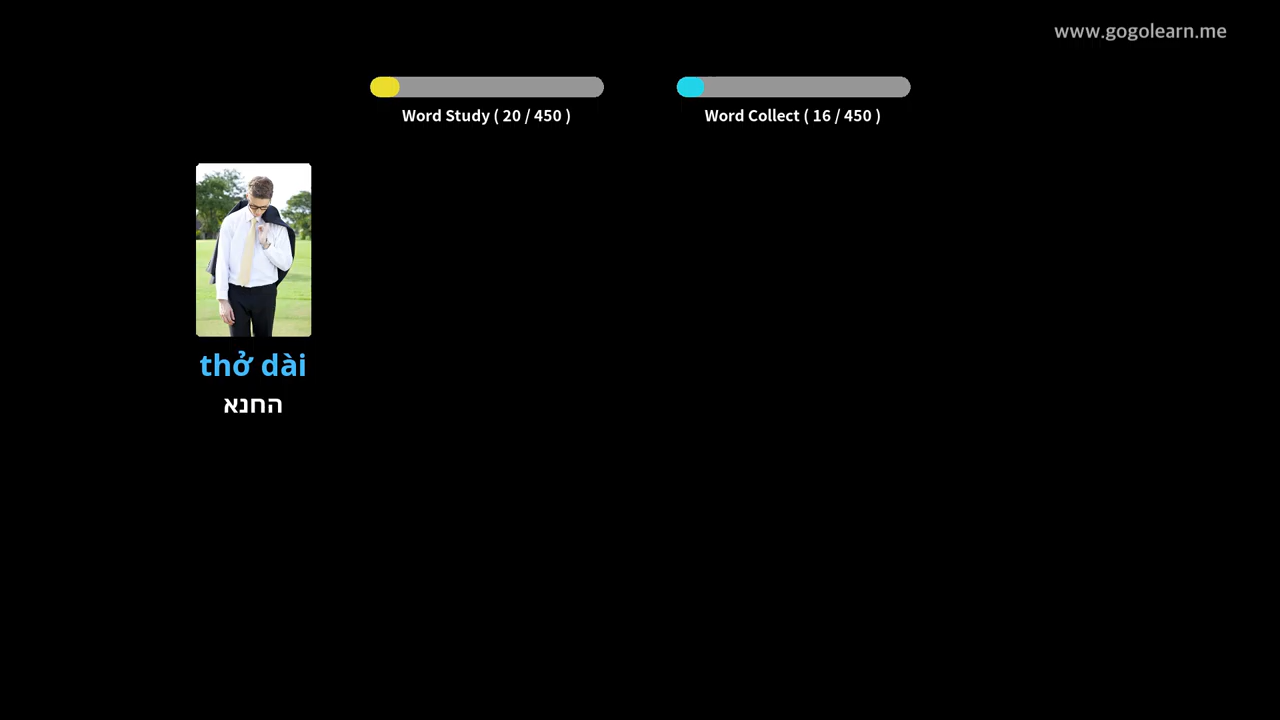 www.gogolearn.me
Word Study ( 20 / 450 )
Word Collect ( 16 / 450 )
thở dài
החנא